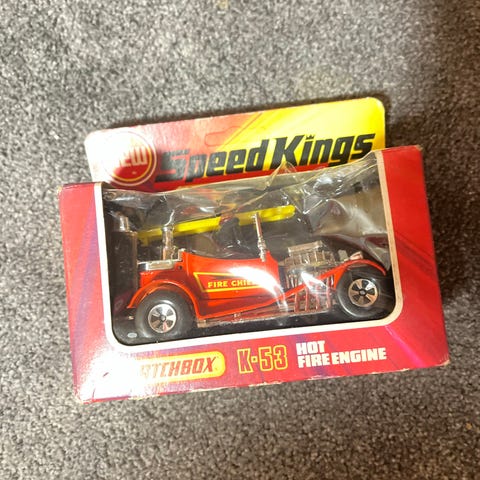 NEW
Speed Kings
FIRE CHIEF
MATCHBOX K-53 HOT
FIRE ENGINE